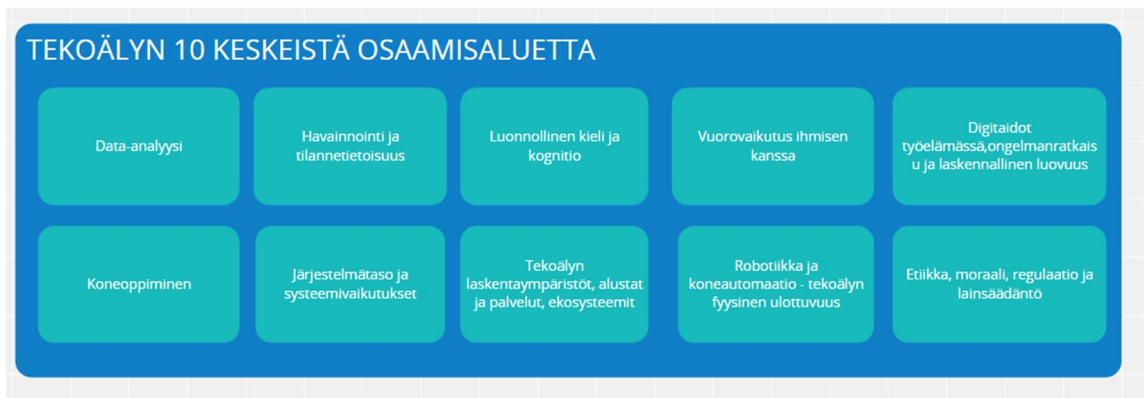 TEKOÄLYN 10 KESKEISTÄ OSAAMISALUETTA
Data-analyysi
Havainnointi ja
tilannetietoisuus
Luonnollinen kieli ja
kognitio
Vuorovaikutus ihmisen
kanssa
Digitaidot
työelämässä,ongelmanratkais
u ja laskennallinen luovuus
Koneoppiminen
Järjestelmätaso ja
systeemivaikutukset
Tekoälyn
laskentaympäristöt, alustat
ja palvelut, ekosysteemit
Robotiikka ja
koneautomaatio - tekoälyn
fyysinen ulottuvuus
Etiikka, moraali, regulaatio ja
lainsäädäntö